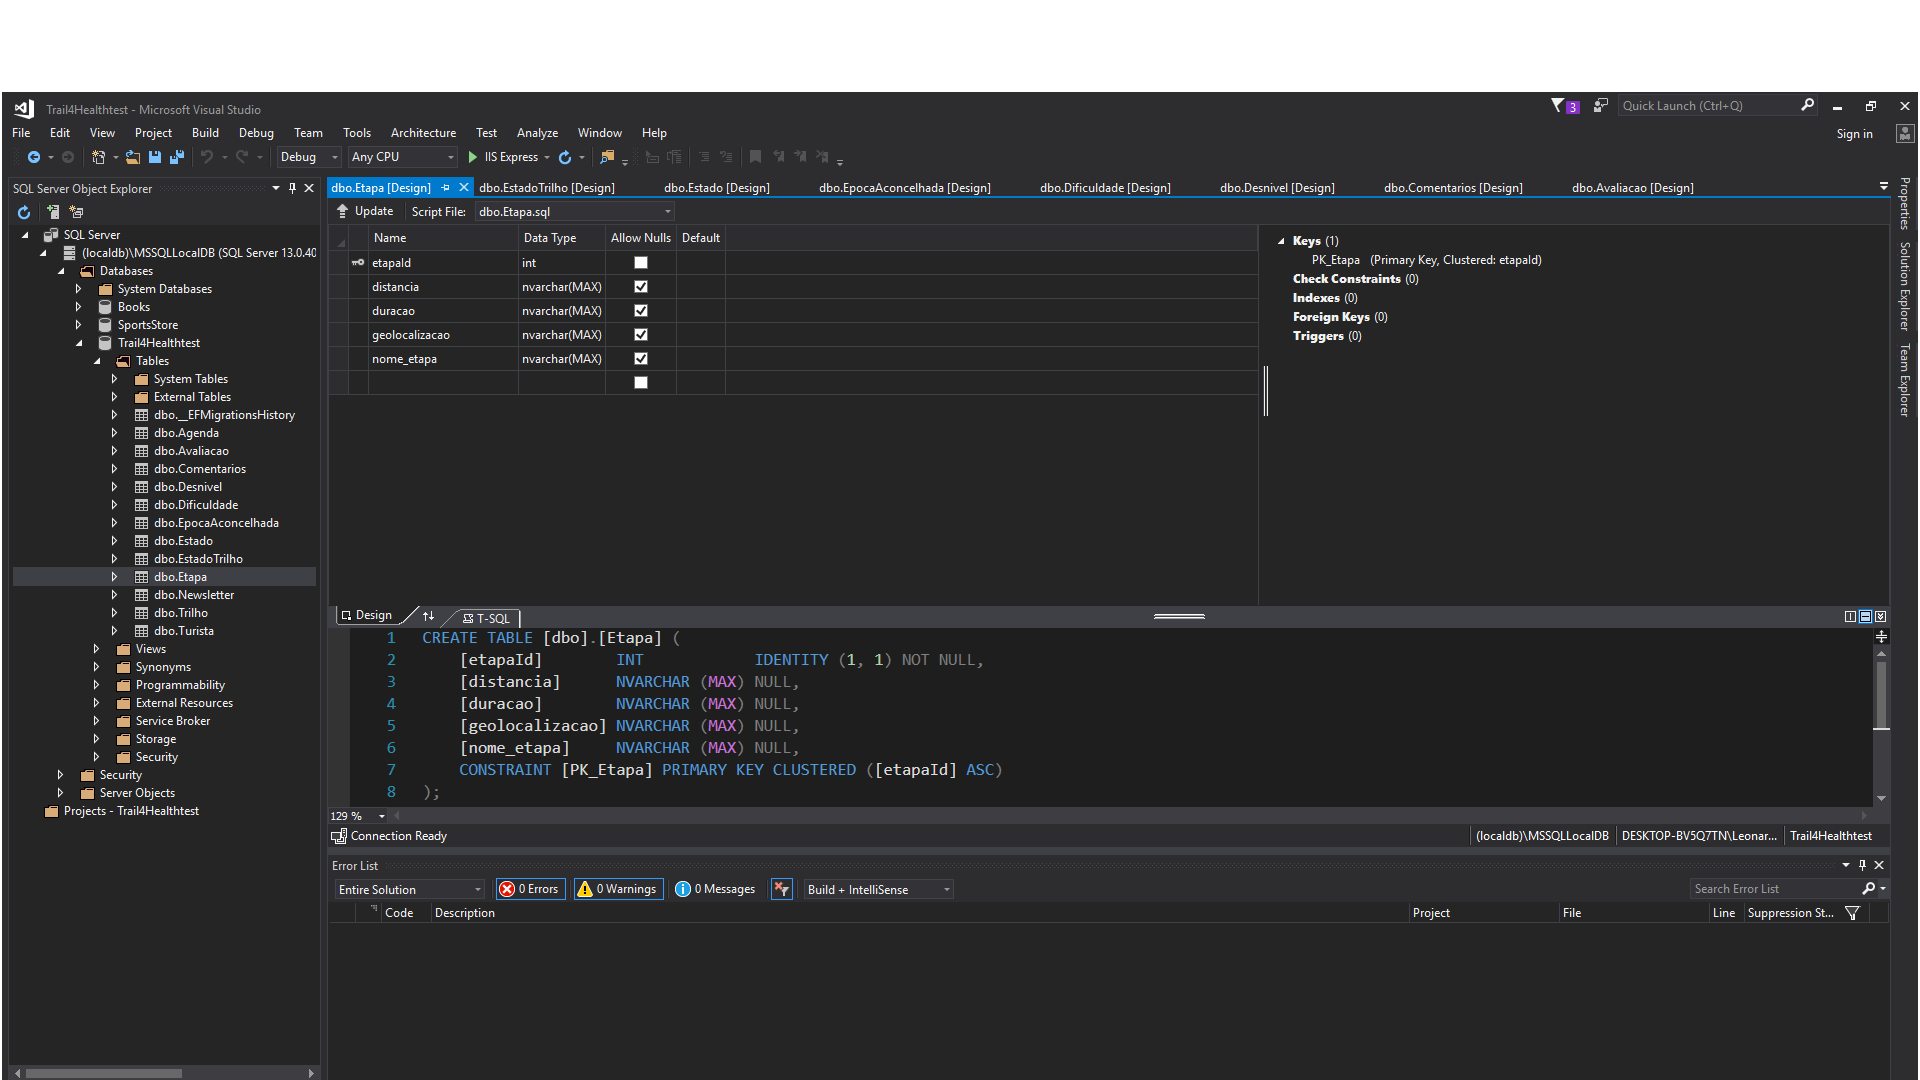 Trail4Healthtest - Microsoft Visual Studio
3
Quick Launch (Ctrl+Q)
File Edit View Project Build Debug Team Tools Architecture Test Analyze Window Help
Sign in
Debug Any CPU IIS Express
SQL Server Object Explorer
SQL Server
(localdb)\MSSQLLocalDB (SQL Server 13.0.40
Databases
System Databases
Books
SportsStore
Trail4Healthtest
Tables
System Tables
External Tables
dbo.__EFMigrationsHistory
dbo.Agenda
dbo.Avaliacao
dbo.Comentarios
dbo.Desnivel
dbo.Dificuldade
dbo.EpocaAconcelhada
dbo.Estado
dbo.EstadoTrilho
dbo.Etapa
dbo.Newsletter
dbo.Trilho
dbo.Turista
Views
Synonyms
Programmability
External Resources
Service Broker
Storage
Security
Security
Server Objects
Projects - Trail4Healthtest
dbo.Etapa [Design] dbo.EstadoTrilho [Design] dbo.Estado [Design] dbo.EpocaAconcelhada [Design] dbo.Dificuldade [Design] dbo.Desnivel [Design] dbo.Comentarios [Design] dbo.Avaliacao [Design]
Update Script File: dbo.Etapa.sql
Name Data Type Allow Nulls Default
etapaId int
distancia nvarchar(MAX)
duracao nvarchar(MAX)
geolocalizacao nvarchar(MAX)
nome_etapa nvarchar(MAX)
Keys (1)
PK_Etapa (Primary Key, Clustered: etapaId)
Check Constraints (0)
Indexes (0)
Foreign Keys (0)
Triggers (0)
Properties
Solution Explorer
Team Explorer
Design T-SQL
1 CREATE TABLE [dbo].[Etapa] (
2 [etapaId] INT IDENTITY (1, 1) NOT NULL,
3 [distancia] NVARCHAR (MAX) NULL,
4 [duracao] NVARCHAR (MAX) NULL,
5 [geolocalizacao] NVARCHAR (MAX) NULL,
6 [nome_etapa] NVARCHAR (MAX) NULL,
7 CONSTRAINT [PK_Etapa] PRIMARY KEY CLUSTERED ([etapaId] ASC)
8 );
129 %
Connection Ready
(localdb)\MSSQLLocalDB DESKTOP-BV5Q7TN\Leonar... Trail4Healthtest
Error List
Entire Solution 0 Errors 0 Warnings 0 Messages Build + IntelliSense
Search Error List
Code Description Project File Line Suppression St...